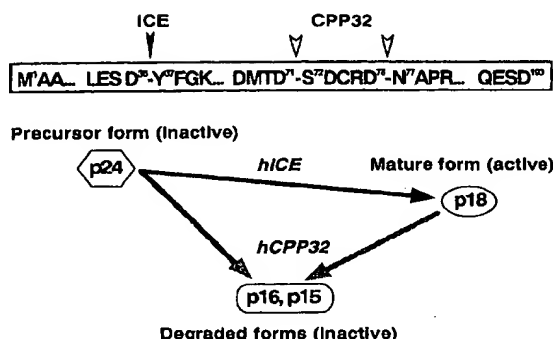 ICE CPP32
M¹AA... LESD³⁶-Y³⁷FGK... DMTD⁷¹-S⁷²DCRD⁷⁶-N⁷⁷APR... QESD¹⁹³
Precursor form (inactive)
p24
hICE
Mature form (active)
p18
hCPP32
p16, p15
Degraded forms (inactive)